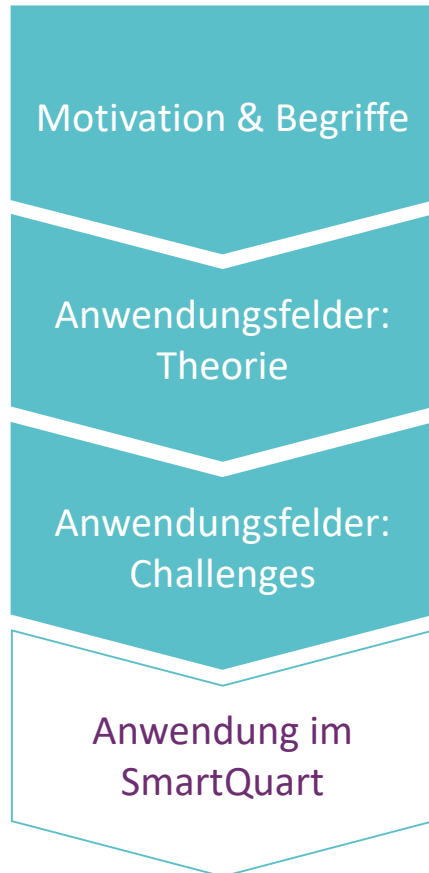 Motivation & Begriffe
Anwendungsfelder:
Theorie
Anwendungsfelder:
Challenges
Anwendung im
SmartQuart